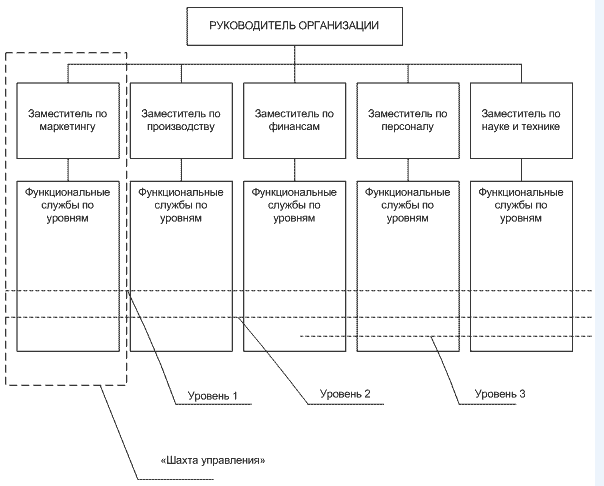 РУКОВОДИТЕЛЬ ОРГАНИЗАЦИИ
Заместитель по
маркетингу
Заместитель по
производству
Заместитель по
финансам
Заместитель по
персоналу
Заместитель по
науке и технике
Функциональные
службы по
уровням
Функциональные
службы по
уровням
Функциональные
службы по
уровням
Функциональные
службы по
уровням
Функциональные
службы по
уровням
Уровень 1
Уровень 2
Уровень 3
«Шахта управления»